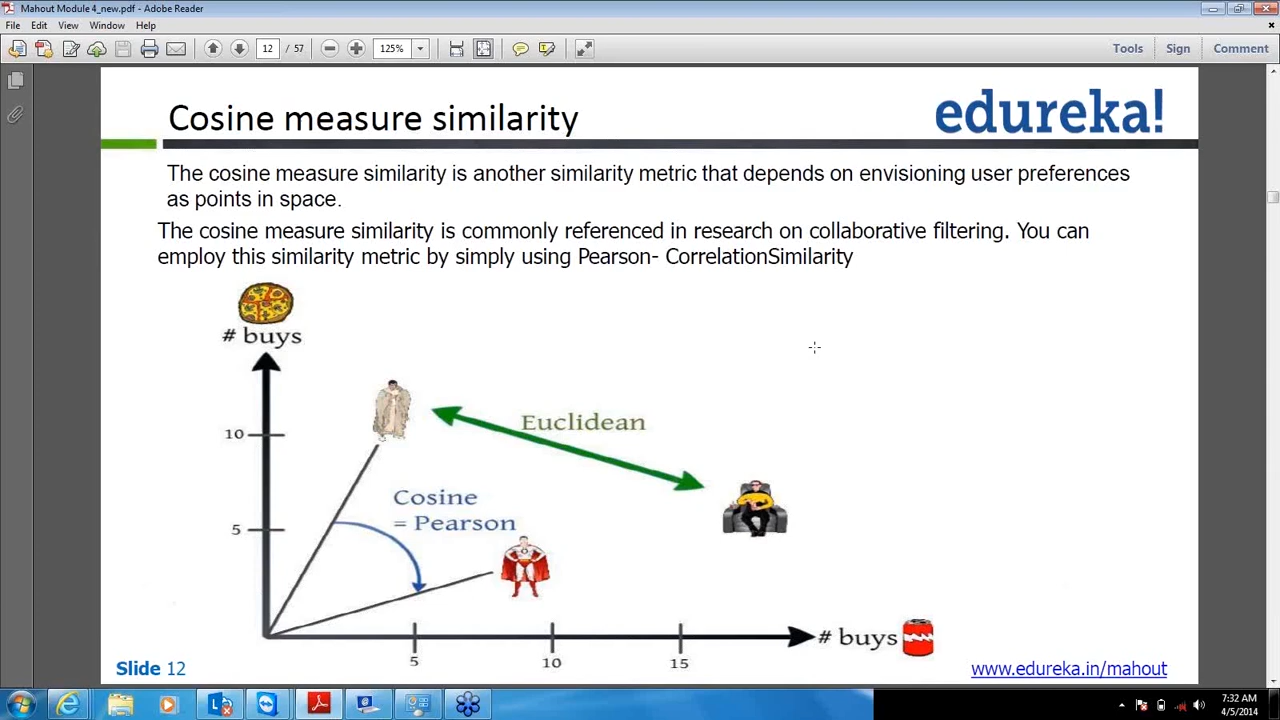 Mahout Module 4_new.pdf - Adobe Reader
File Edit View Window Help
12 / 57 125% Tools Sign Comment
Cosine measure similarity
edureka!
The cosine measure similarity is another similarity metric that depends on envisioning user preferences
as points in space.
The cosine measure similarity is commonly referenced in research on collaborative filtering. You can
employ this similarity metric by simply using Pearson- CorrelationSimilarity
# buys
Euclidean
10
Cosine
= Pearson
5
# buys
5 10 15
Slide 12
www.edureka.in/mahout
7:32 AM
4/5/2014